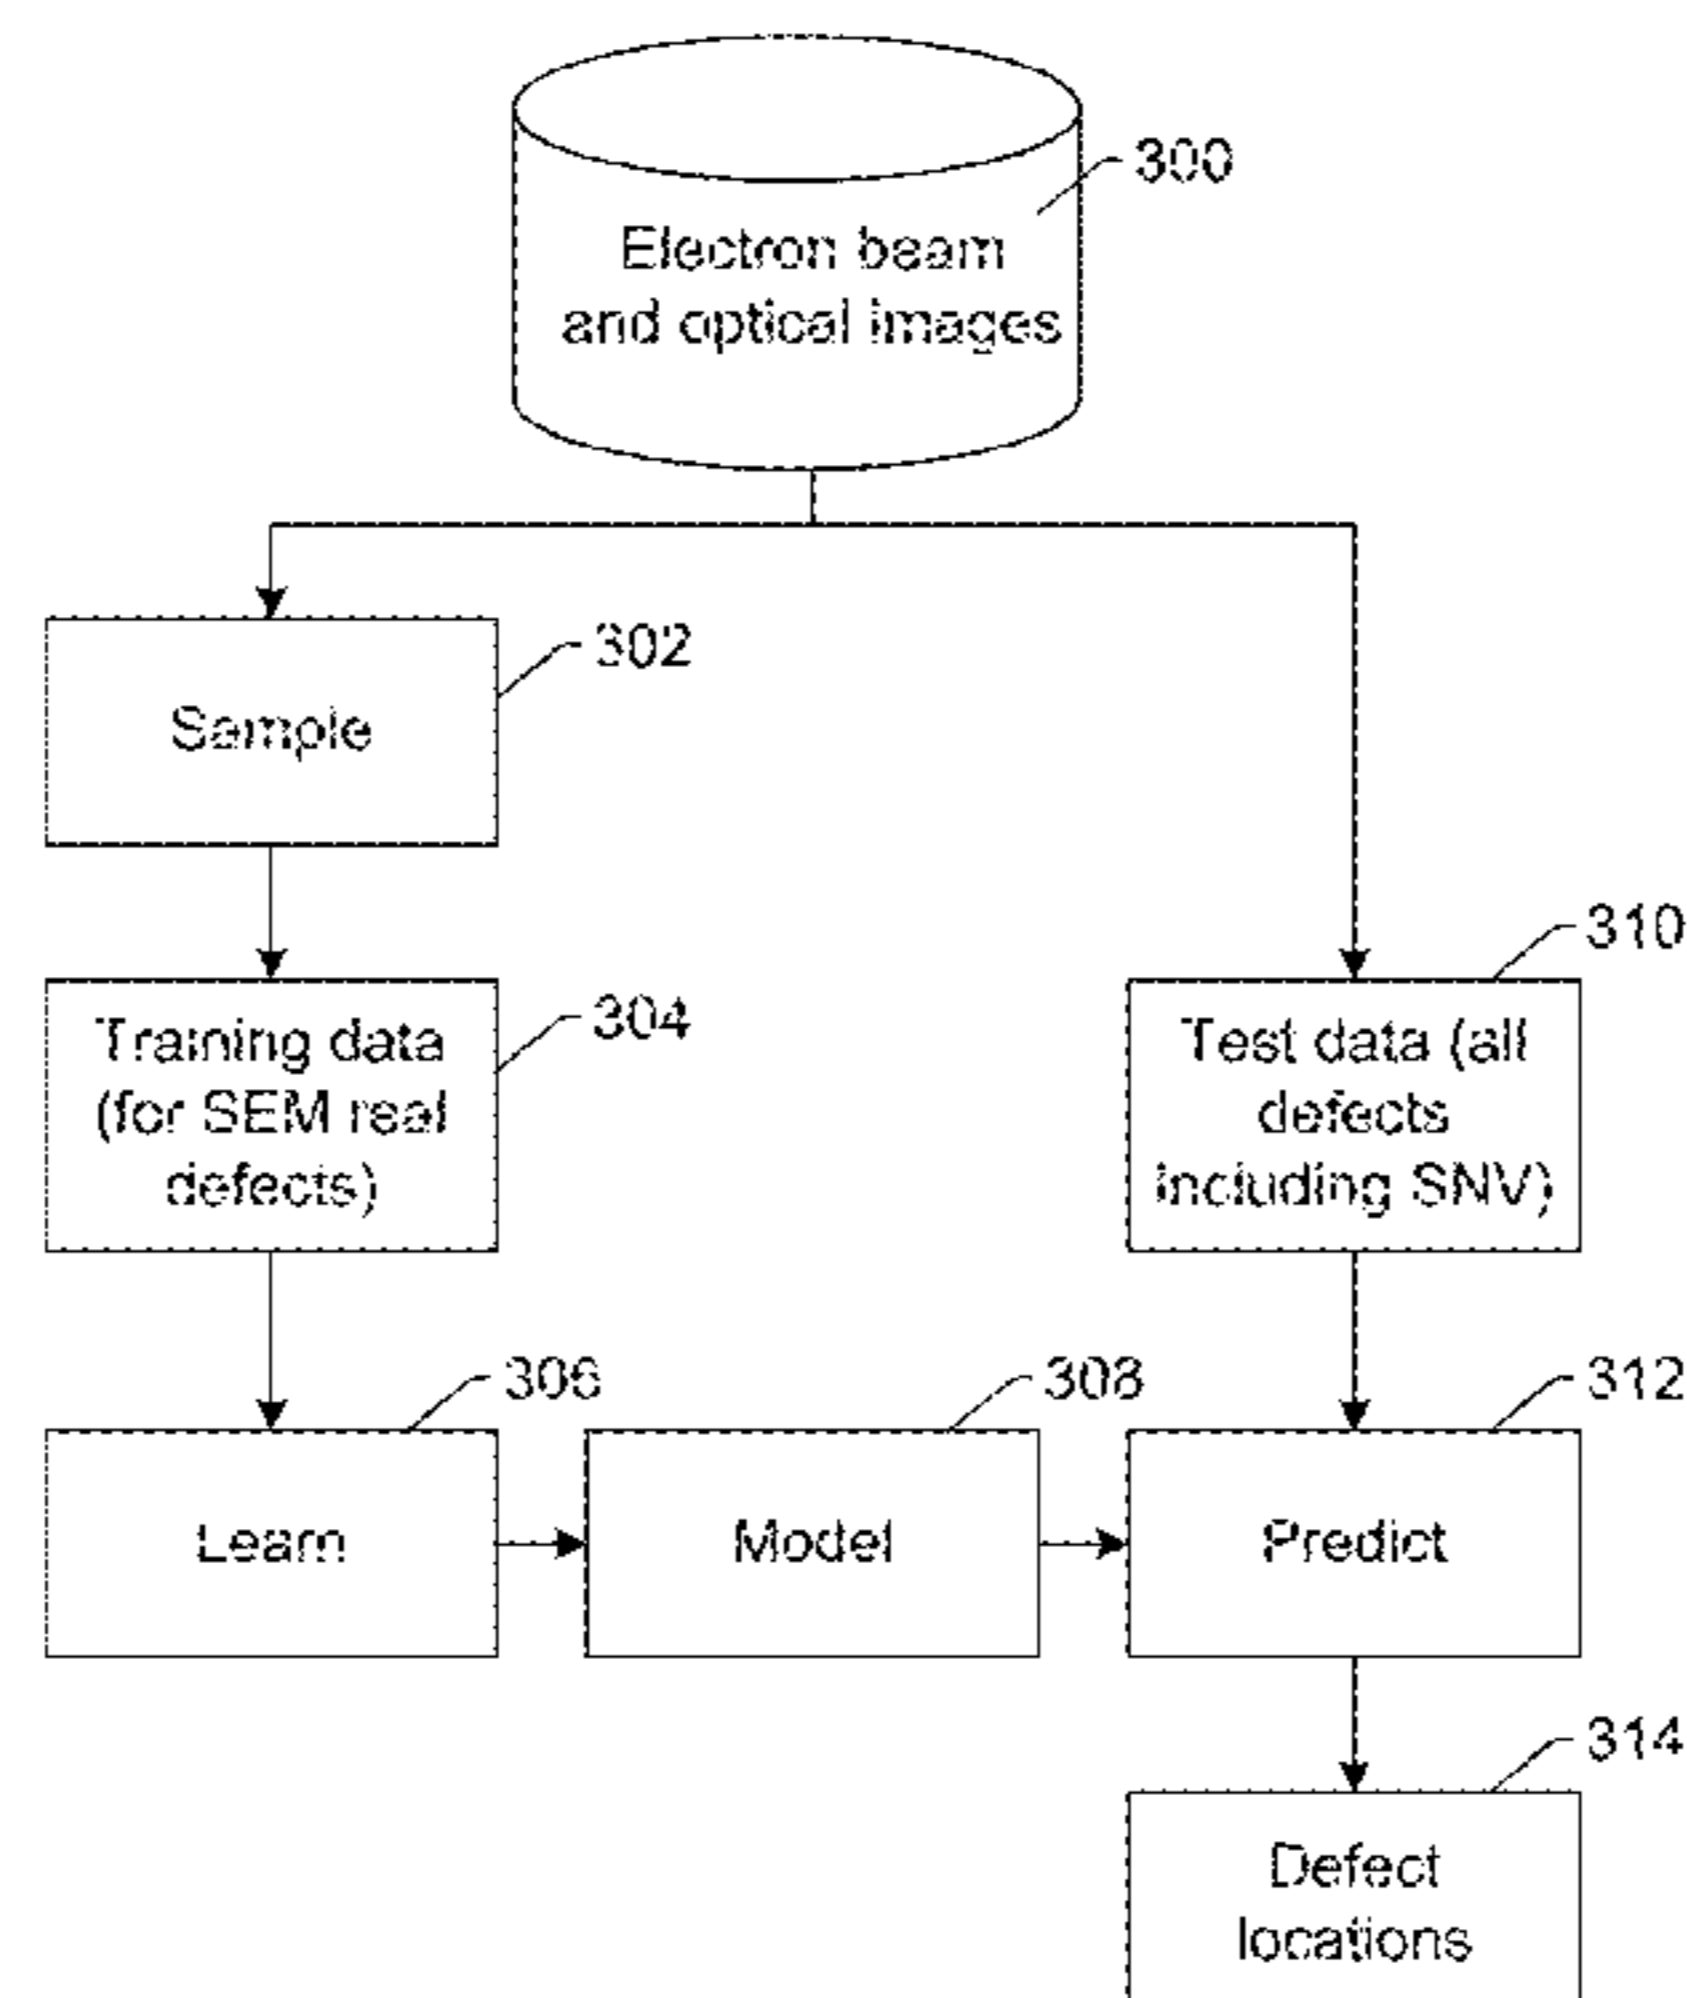 300
Electron beam
and optical images
302
Sample
310
304
Training data
(for SEM real
defects)
Test data (all
defects
including SNV)
306
308
312
Learn
Model
Predict
314
Defect
locations